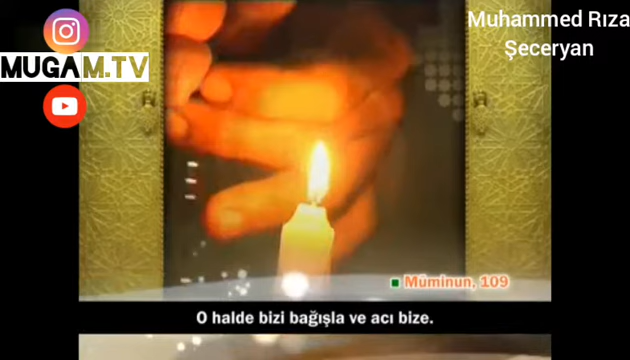 Muhammed Rıza
Şeceryan
MUGAM.TV
Müminun, 109
O halde bizi bağışla ve acı bize.